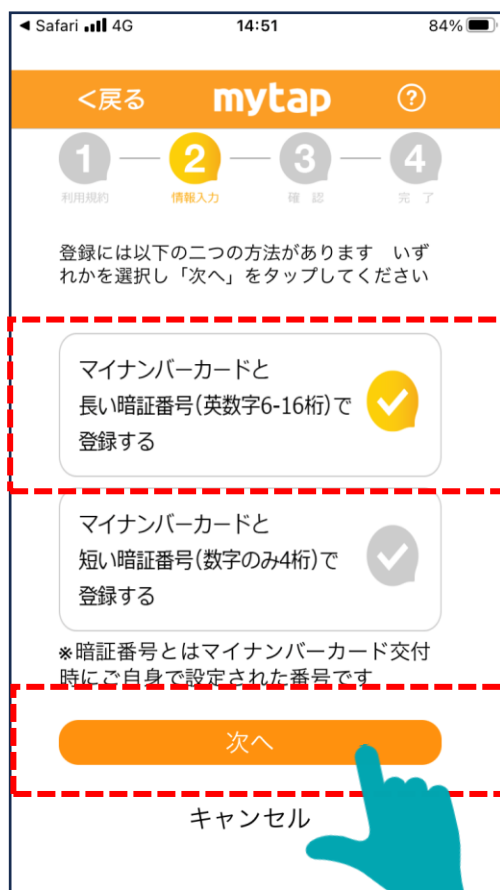 ◀ Safari 4G 14:51 84%
<戻る mytap ?
1 2 3 4
利用規約 情報入力 確 認 完 了
登録には以下の二つの方法があります いず
れかを選択し「次へ」をタップしてください
マイナンバーカードと
長い暗証番号(英数字6-16桁)で
登録する
マイナンバーカードと
短い暗証番号(数字のみ4桁)で
登録する
※暗証番号とはマイナンバーカード交付
時にご自身で設定された番号です
次へ
キャンセル